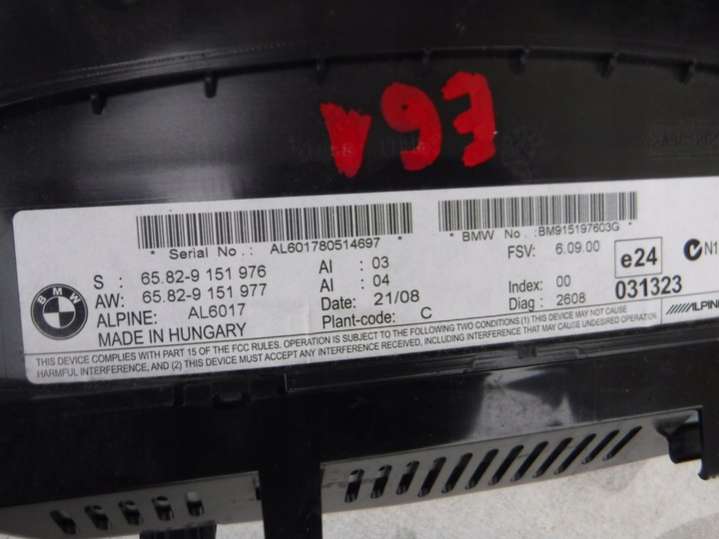 E61
* Serial No.: AL601780514697 *
* BMW No.: BM915197603G *
S : 65.82-9 151 976 AI : 03 FSV: 6.09.00 e24
AW: 65.82-9 151 977 AI : 04
ALPINE: AL6017 Date: 21/08 Index: 00 031323
MADE IN HUNGARY Plant-code: C Diag: 2608
BMW
N1
ALPINE
THIS DEVICE COMPLIES WITH PART 15 OF THE FCC RULES. OPERATION IS SUBJECT TO THE FOLLOWING TWO CONDITIONS (1) THIS DEVICE MAY NOT CAUSE
HARMFUL INTERFERENCE, AND (2) THIS DEVICE MUST ACCEPT ANY INTERFERENCE RECEIVED, INCLUDING INTERFERENCE THAT MAY CAUSE UNDESIRED OPERATION